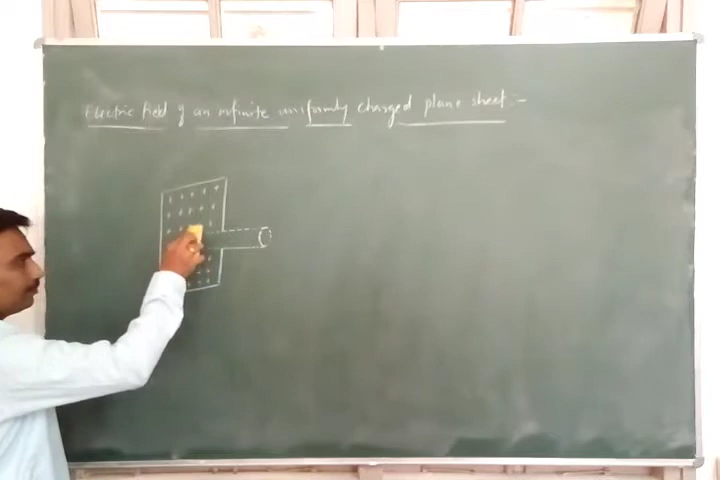 Electric field of an infinite uniformly charged plane sheet:-